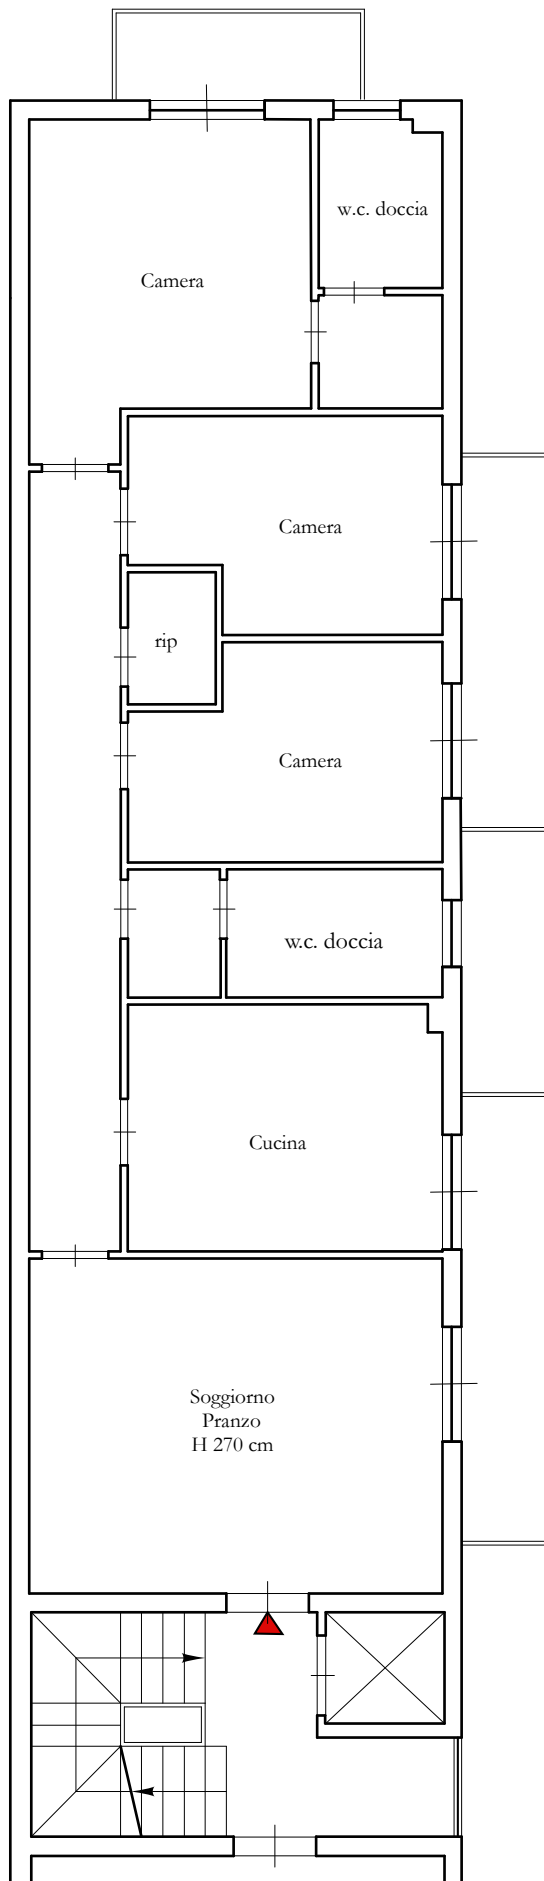 w.c. doccia
Camera
Camera
rip
Camera
w.c. doccia
Cucina
Soggiorno
Pranzo
H 270 cm